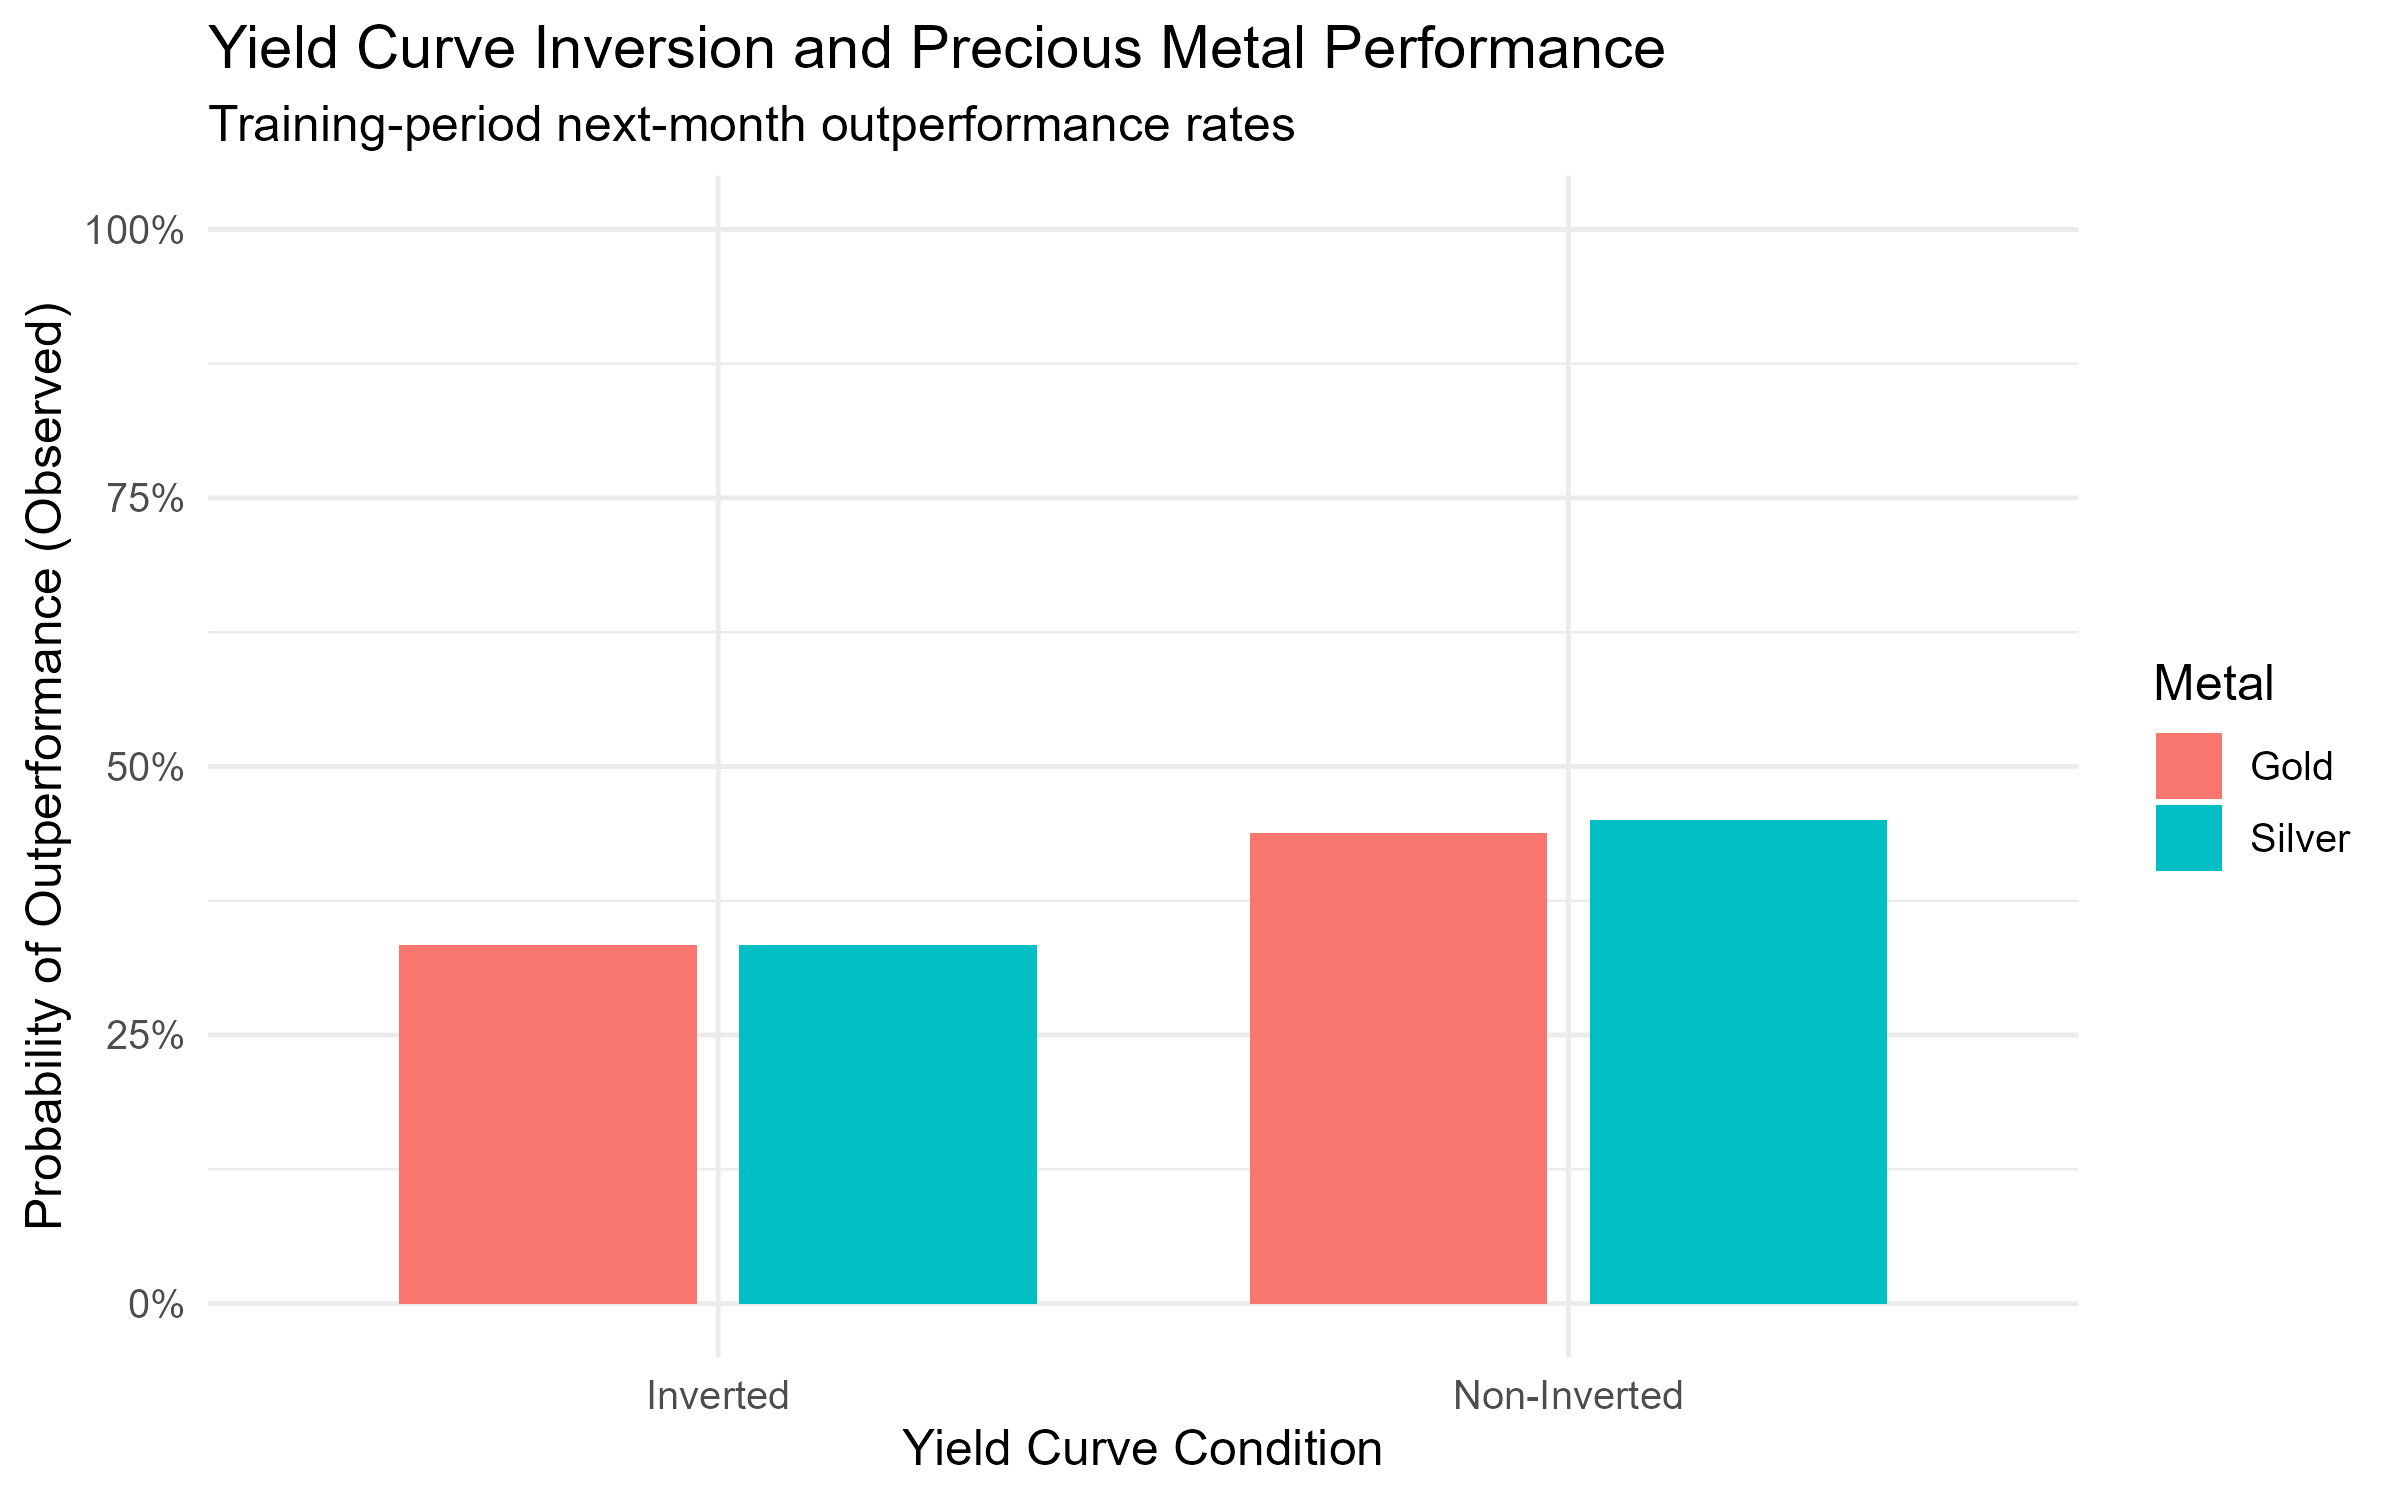 Yield Curve Inversion and Precious Metal Performance
Training-period next-month outperformance rates
Probability of Outperformance (Observed)
100%
75%
50%
25%
0%
Inverted
Non-Inverted
Yield Curve Condition
Metal
Gold
Silver